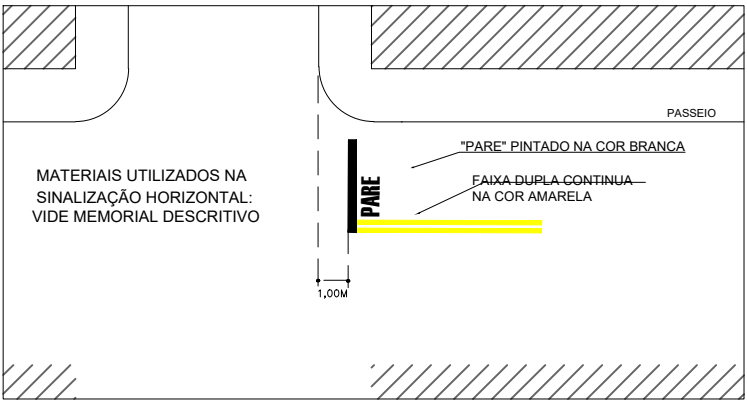 PASSEIO
"PARE" PINTADO NA COR BRANCA
MATERIAIS UTILIZADOS NA
SINALIZAÇÃO HORIZONTAL:
VIDE MEMORIAL DESCRITIVO
PARE
FAIXA DUPLA CONTINUA
NA COR AMARELA
1,00M